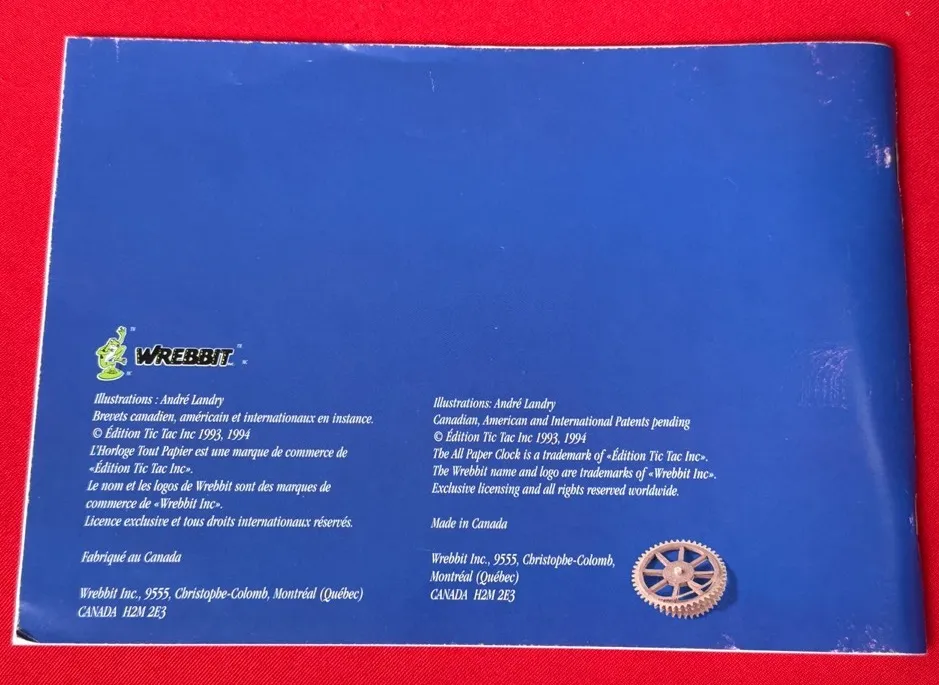 WREBBIT
Illustrations : André Landry
Brevets canadien, américain et internationaux en instance.
© Édition Tic Tac Inc 1993, 1994
L'Horloge Tout Papier est une marque de commerce de
«Édition Tic Tac Inc».
Le nom et les logos de Wrebbit sont des marques de
commerce de «Wrebbit Inc».
Licence exclusive et tous droits internationaux réservés.
Fabriqué au Canada
Wrebbit Inc., 9555, Christophe-Colomb, Montréal (Québec)
CANADA H2M 2E3
Illustrations: André Landry
Canadian, American and International Patents pending
© Édition Tic Tac Inc 1993, 1994
The All Paper Clock is a trademark of «Édition Tic Tac Inc».
The Wrebbit name and logo are trademarks of «Wrebbit Inc».
Exclusive licensing and all rights reserved worldwide.
Made in Canada
Wrebbit Inc., 9555, Christophe-Colomb,
Montréal (Québec)
CANADA H2M 2E3